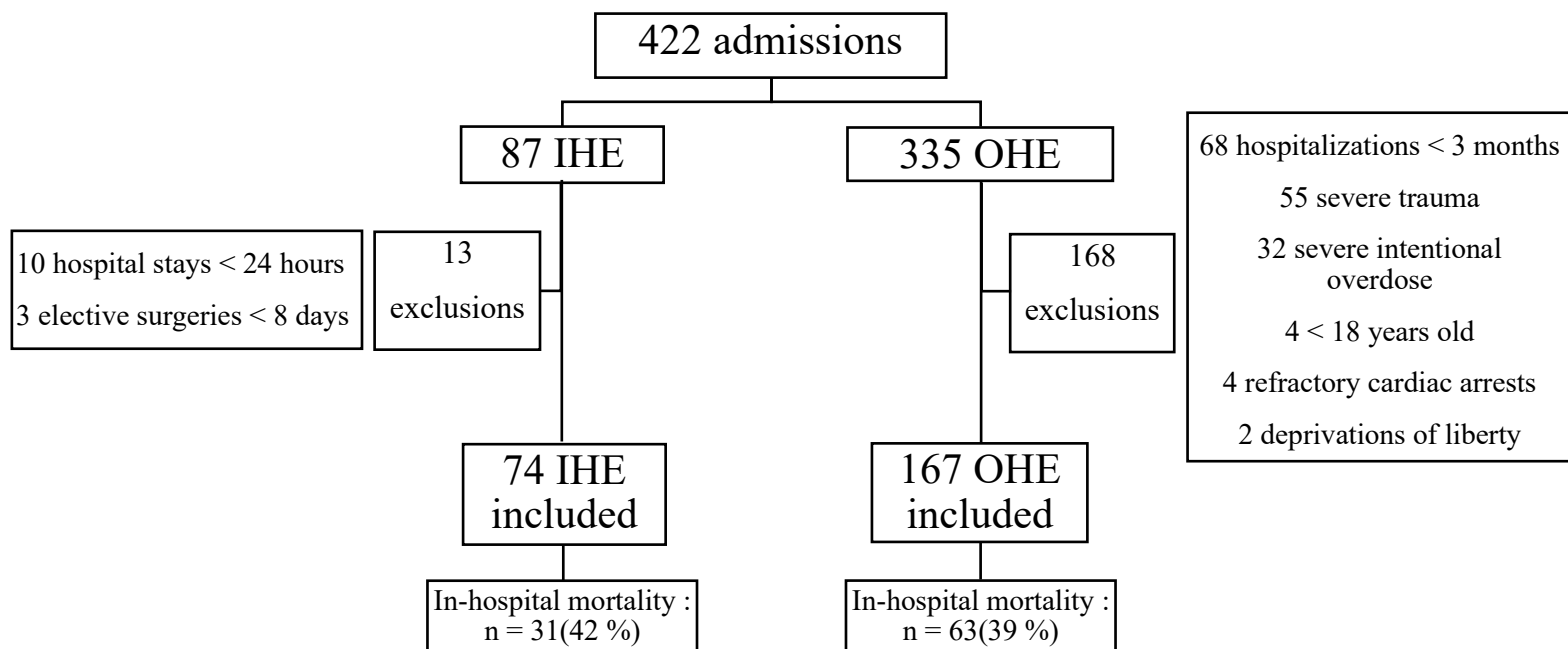 422 admissions
87 IHE
335 OHE
68 hospitalizations < 3 months
55 severe trauma
32 severe intentional
overdose
4 < 18 years old
4 refractory cardiac arrests
2 deprivations of liberty
10 hospital stays < 24 hours
3 elective surgeries < 8 days
13
exclusions
168
exclusions
74 IHE
included
167 OHE
included
In-hospital mortality :
n = 31(42 %)
In-hospital mortality :
n = 63(39 %)